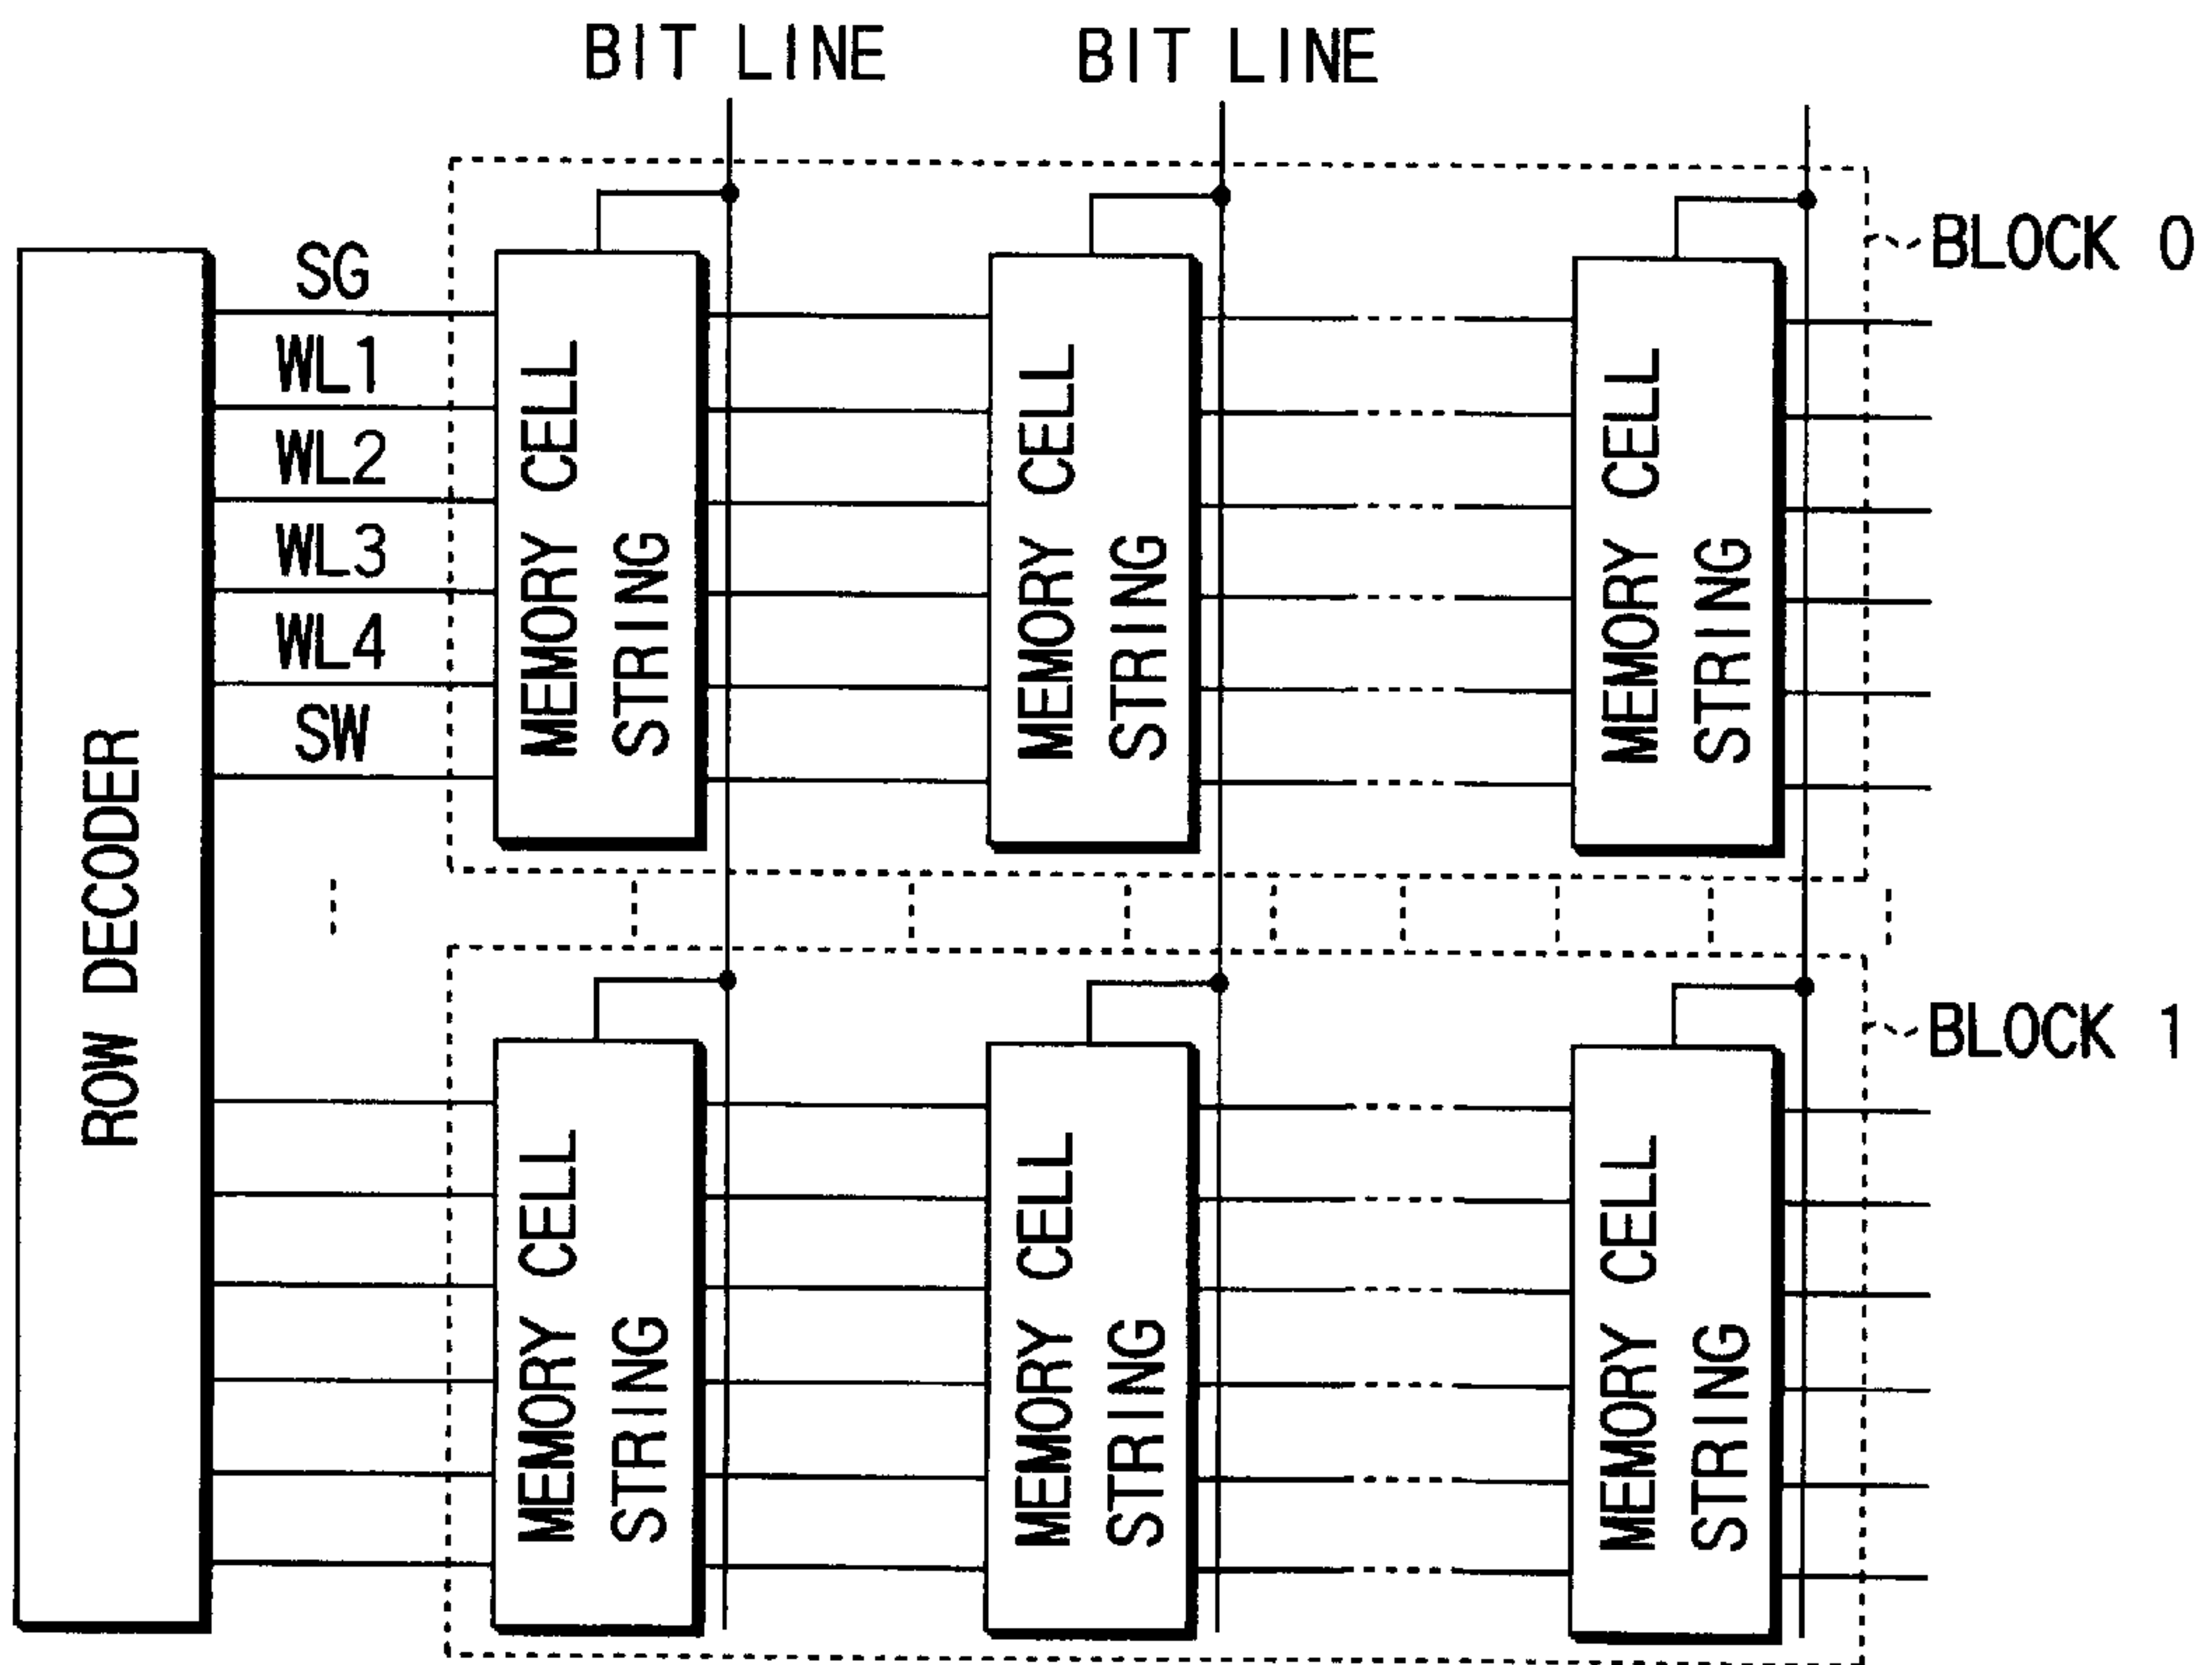 BIT LINE
BIT LINE
BLOCK 0
SG
WL1
WL2
WL3
WL4
SW
MEMORY CELL
STRING
MEMORY CELL
STRING
MEMORY CELL
STRING
ROW DECODER
BLOCK 1
MEMORY CELL
STRING
MEMORY CELL
STRING
MEMORY CELL
STRING